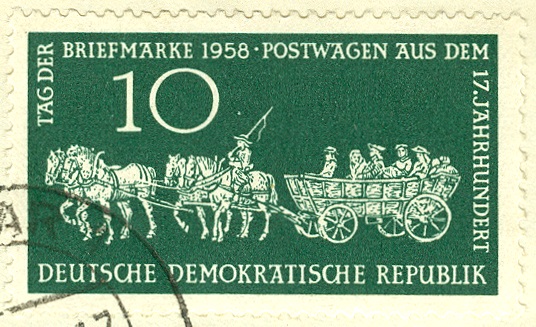 TAG DER BRIEFMARKE 1958 · POSTWAGEN AUS DEM 17. JAHRHUNDERT
10
DEUTSCHE DEMOKRATISCHE REPUBLIK